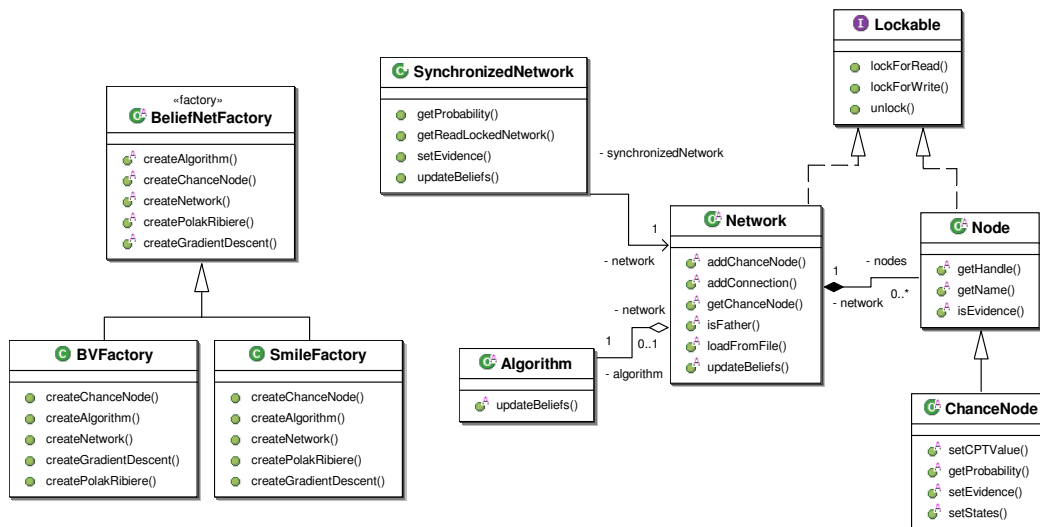 «factory»
BeliefNetFactory
createAlgorithm()
createChanceNode()
createNetwork()
createPolakRibiere()
createGradientDescent()
BVFactory
createChanceNode()
createAlgorithm()
createNetwork()
createGradientDescent()
createPolakRibiere()
SmileFactory
createChanceNode()
createAlgorithm()
createNetwork()
createPolakRibiere()
createGradientDescent()
SynchronizedNetwork
getProbability()
getReadLockedNetwork()
setEvidence()
updateBeliefs()
- synchronizedNetwork
1
- network
Algorithm
updateBeliefs()
- network
1
0..1
- algorithm
Network
addChanceNode()
addConnection()
getChanceNode()
isFather()
loadFromFile()
updateBeliefs()
1
- nodes
- network
0..*
Lockable
lockForRead()
lockForWrite()
unlock()
Node
getHandle()
getName()
isEvidence()
ChanceNode
setCPTValue()
getProbability()
setEvidence()
setStates()